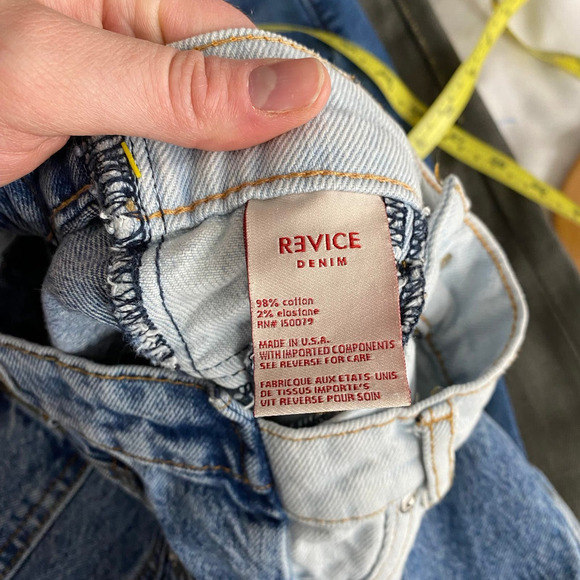 RƎVICE
DENIM
98% cotton
2% elastane
RN# 150079
MADE IN U.S.A.
WITH IMPORTED COMPONENTS
SEE REVERSE FOR CARE
FABRIQUE AUX ETATS-UNIS
DE TISSUS IMPORTE'S
VIT REVERSE POUR SOIN